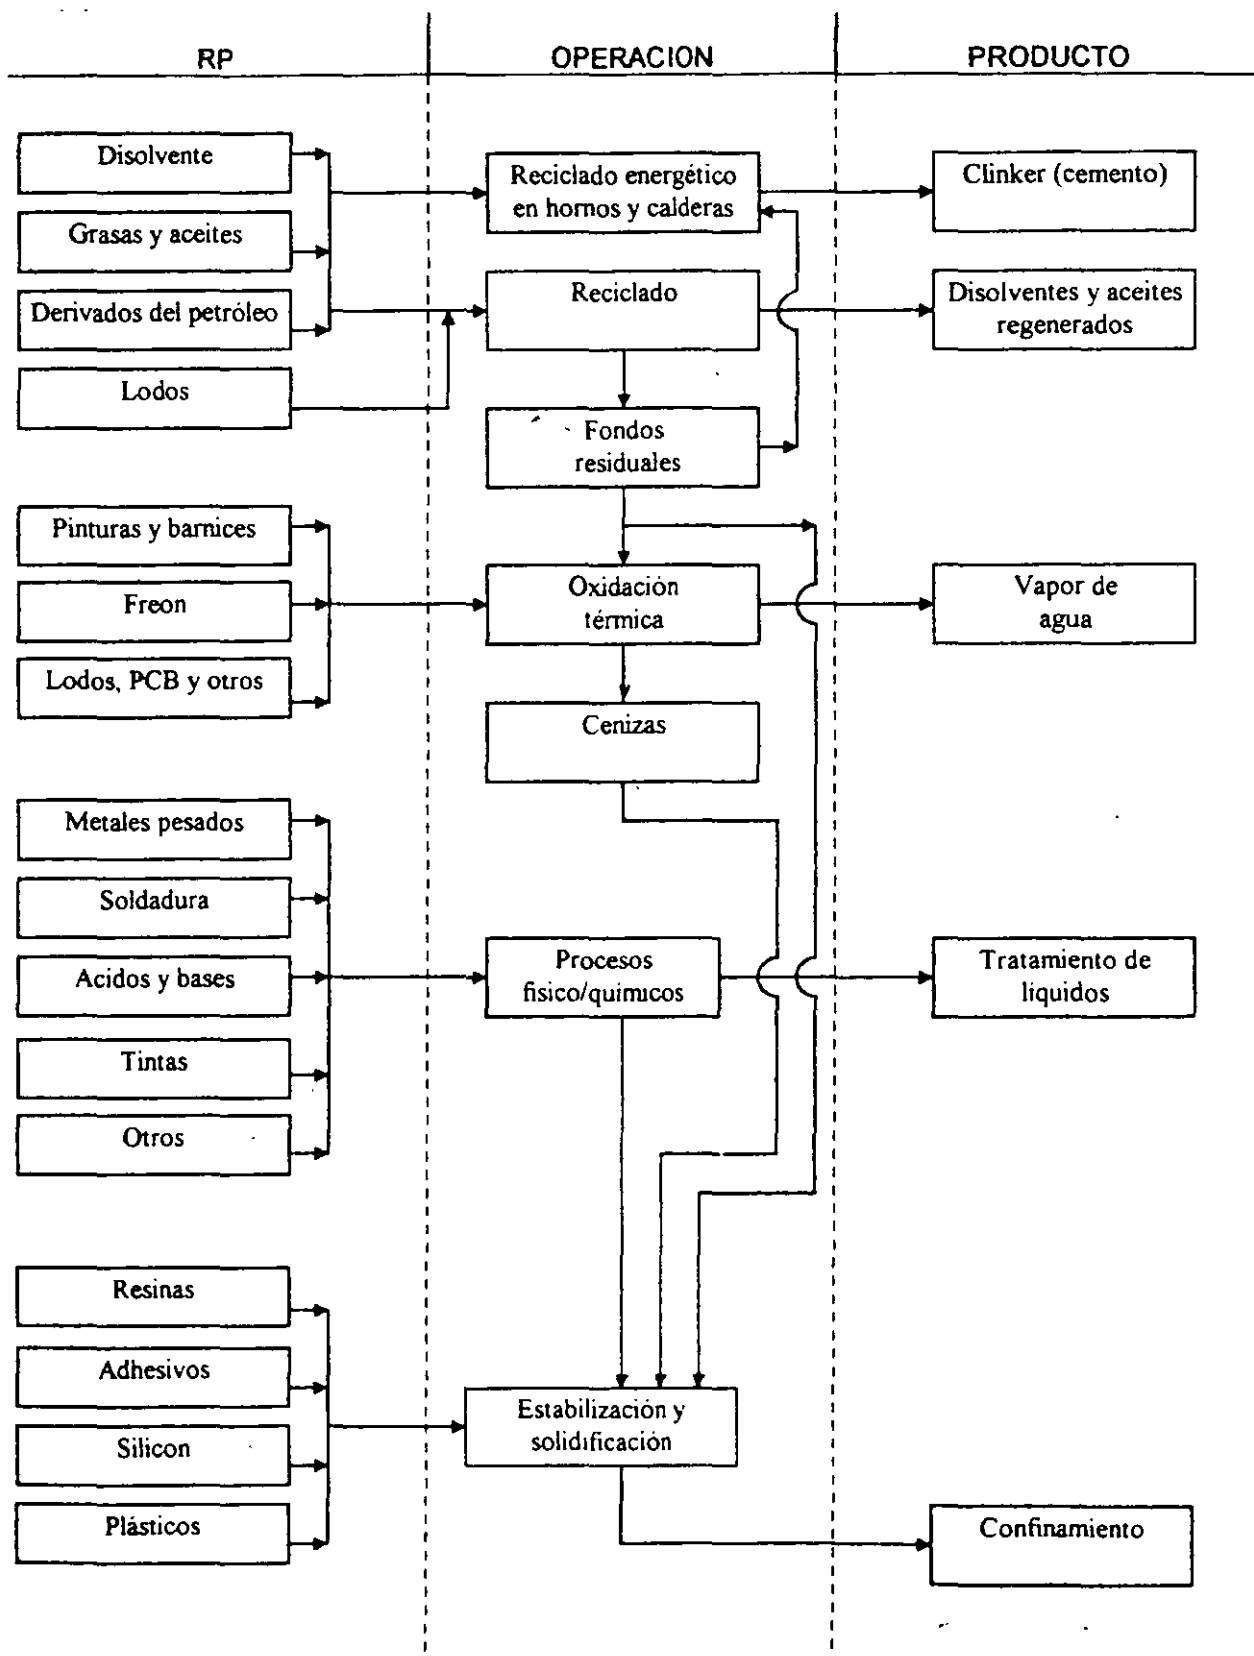 RP
OPERACION
PRODUCTO
Disolvente
Grasas y aceites
Derivados del petróleo
Lodos
Reciclado energético
en hornos y calderas
Clinker (cemento)
Reciclado
Disolventes y aceites
regenerados
Fondos
residuales
Pinturas y barnices
Freon
Lodos, PCB y otros
Oxidación
térmica
Vapor de
agua
Cenizas
Metales pesados
Soldadura
Acidos y bases
Tintas
Otros
Procesos
fisico/químicos
Tratamiento de
líquidos
Resinas
Adhesivos
Silicon
Plásticos
Estabilización y
solidificación
Confinamiento